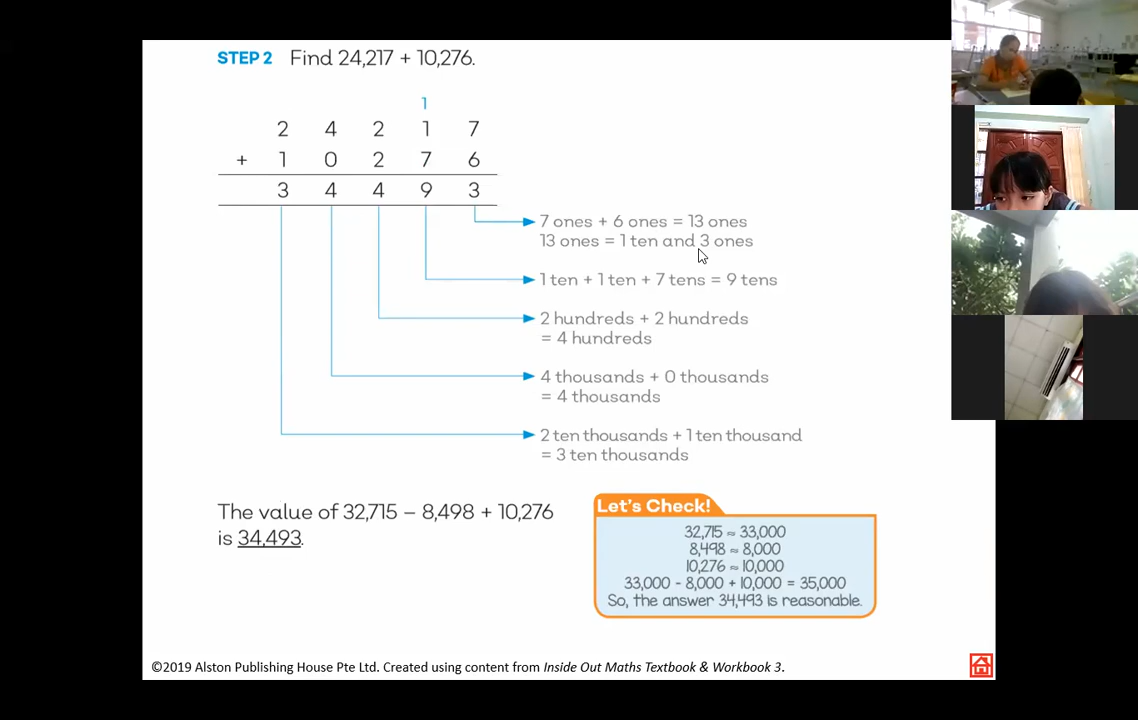 STEP 2 Find 24,217 + 10,276.
1
2 4 2 1 7
+ 1 0 2 7 6
3 4 4 9 3
7 ones + 6 ones = 13 ones
13 ones = 1 ten and 3 ones
1 ten + 1 ten + 7 tens = 9 tens
2 hundreds + 2 hundreds
= 4 hundreds
4 thousands + 0 thousands
= 4 thousands
2 ten thousands + 1 ten thousand
= 3 ten thousands
The value of 32,715 – 8,498 + 10,276
is 34,493.
Let's Check!
32,715 ≈ 33,000
8,498 ≈ 8,000
10,276 ≈ 10,000
33,000 - 8,000 + 10,000 = 35,000
So, the answer 34,493 is reasonable.
©2019 Alston Publishing House Pte Ltd. Created using content from Inside Out Maths Textbook & Workbook 3.